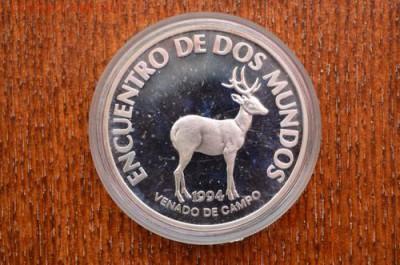 ENCUENTRO DE DOS MUNDOS
1994
VENADO DE CAMPO